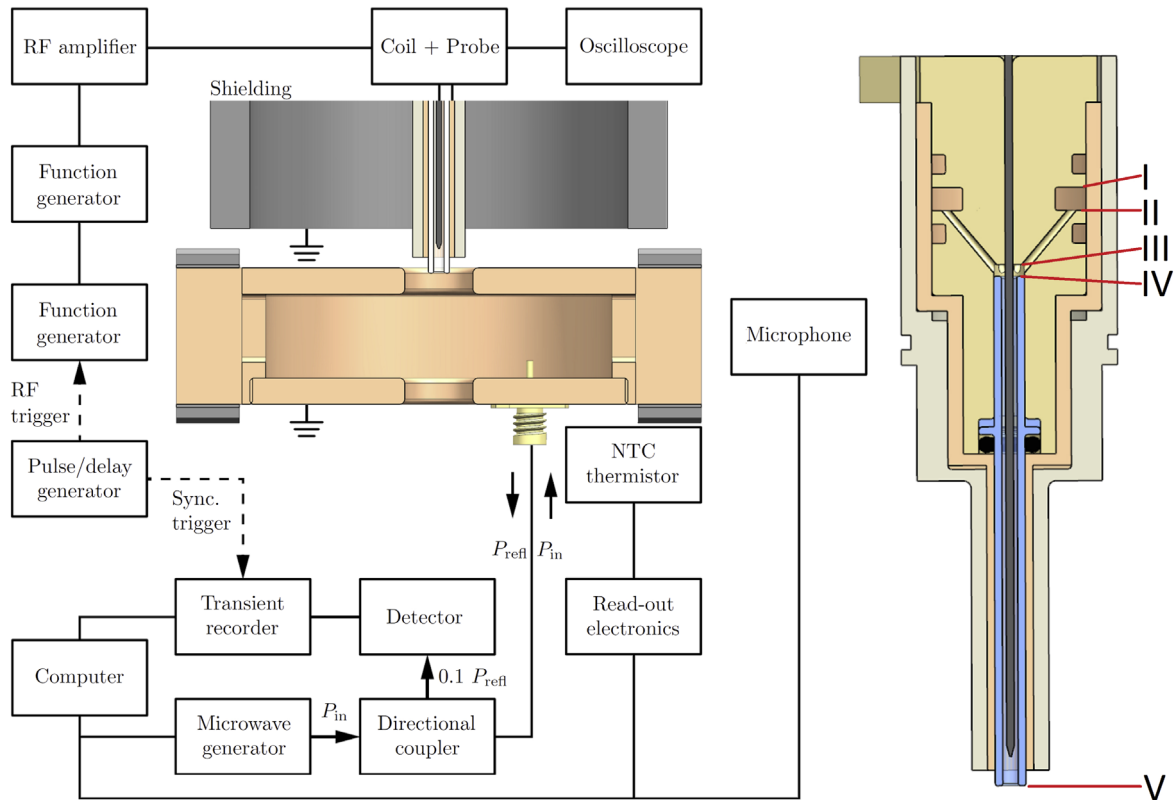 RF amplifier
Coil + Probe
Oscilloscope
Shielding
Function
generator
Function
generator
RF
trigger
Pulse/delay
generator
Sync.
trigger
Microphone
NTC
thermistor
P_refl P_in
Transient
recorder
Detector
Read-out
electronics
Computer
0.1 P_refl
Microwave
generator
P_in
Directional
coupler
I
II
III
IV
V